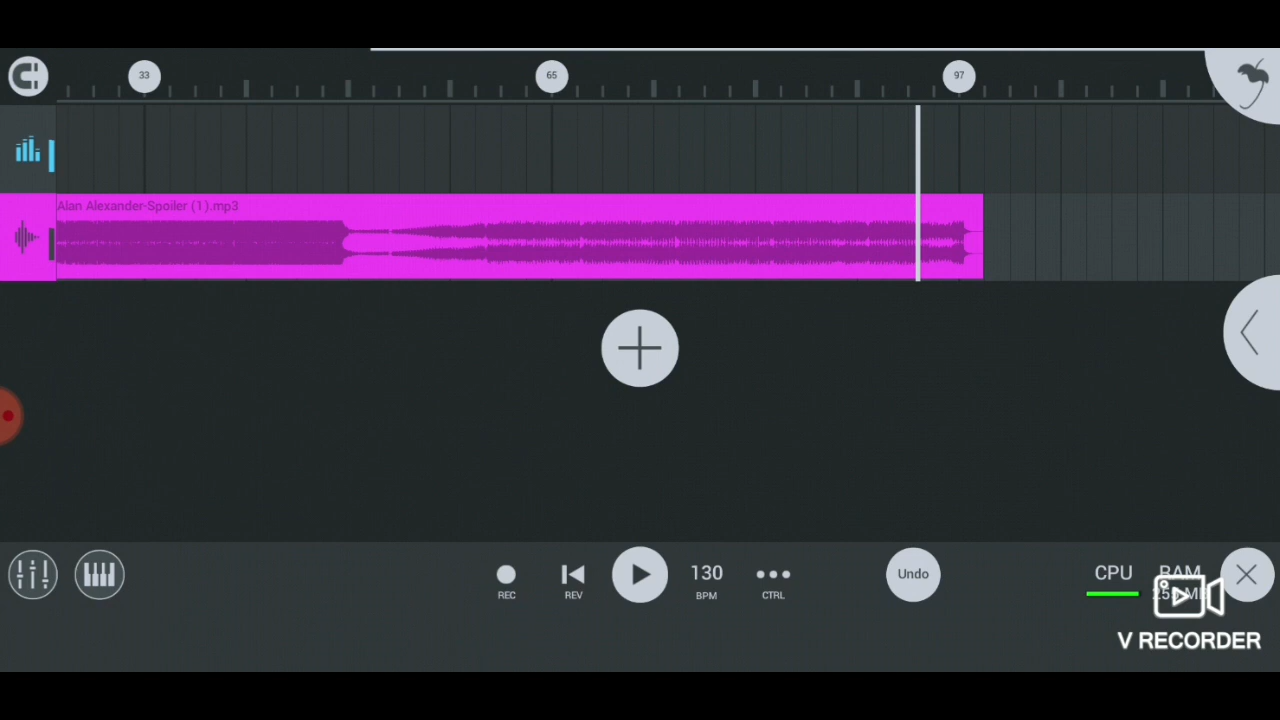 33
65
97
Alan Alexander-Spoiler (1).mp3
REC
REV
130
BPM
CTRL
Undo
CPU
RAM
V RECORDER